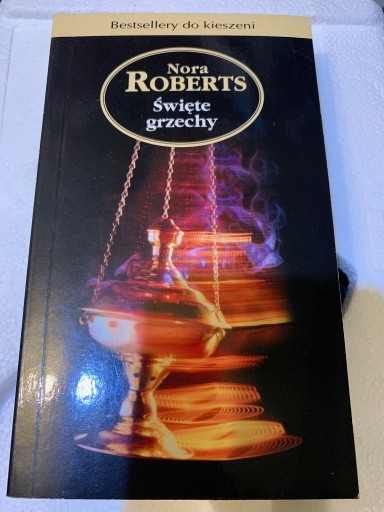 Bestsellery do kieszeni
Nora
ROBERTS
Święte
grzechy